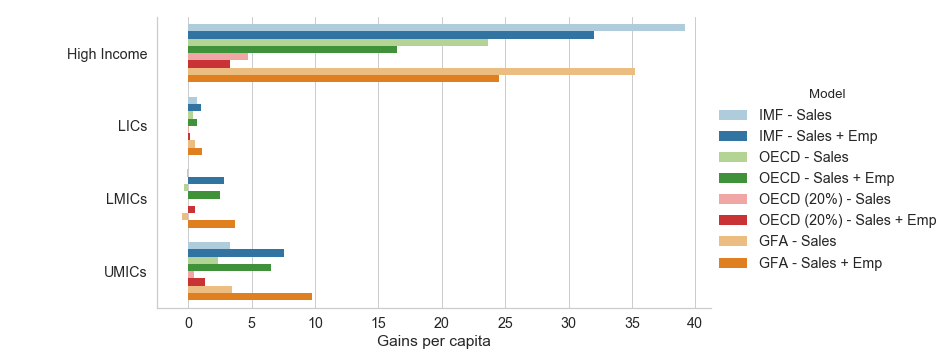 High Income
LICs
LMICs
UMICs
0 5 10 15 20 25 30 35 40
Gains per capita
Model
IMF - Sales
IMF - Sales + Emp
OECD - Sales
OECD - Sales + Emp
OECD (20%) - Sales
OECD (20%) - Sales + Emp
GFA - Sales
GFA - Sales + Emp